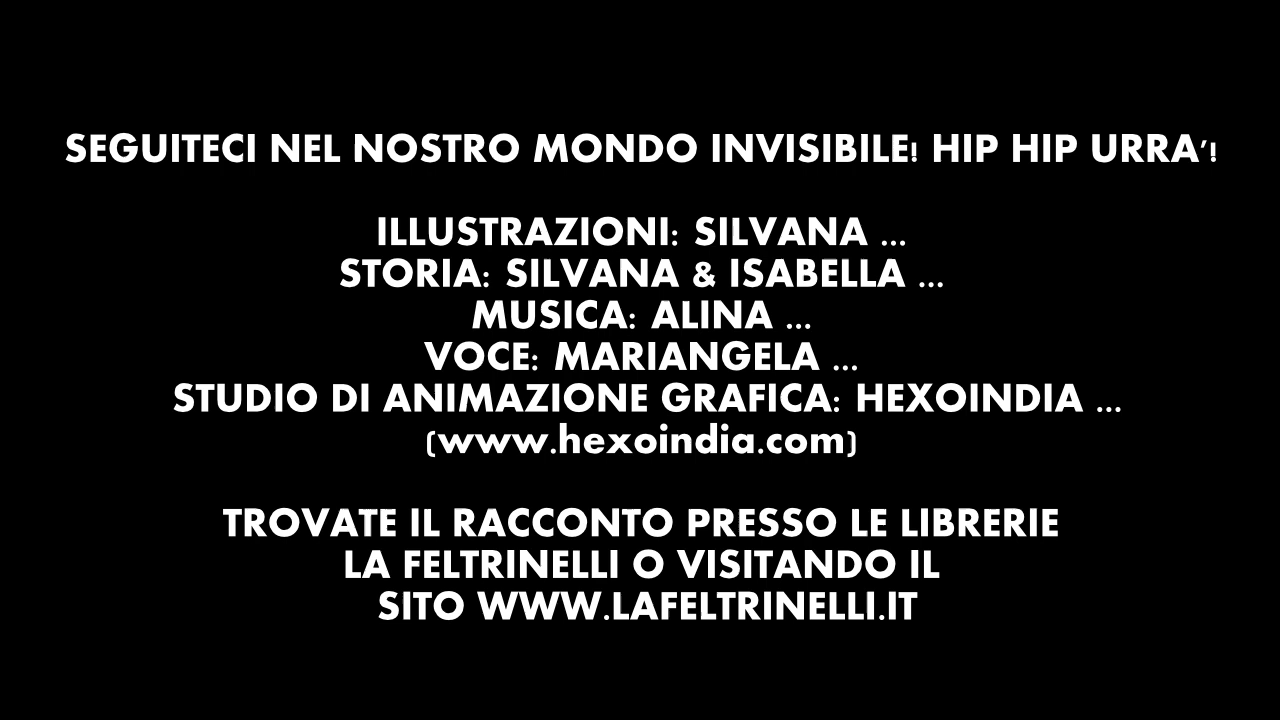 SEGUITECI NEL NOSTRO MONDO INVISIBILE! HIP HIP URRA'!
ILLUSTRAZIONI: SILVANA ...
STORIA: SILVANA & ISABELLA ...
MUSICA: ALINA ...
VOCE: MARIANGELA ...
STUDIO DI ANIMAZIONE GRAFICA: HEXOINDIA ...
(www.hexoindia.com)
TROVATE IL RACCONTO PRESSO LE LIBRERIE
LA FELTRINELLI O VISITANDO IL
SITO WWW.LAFELTRINELLI.IT